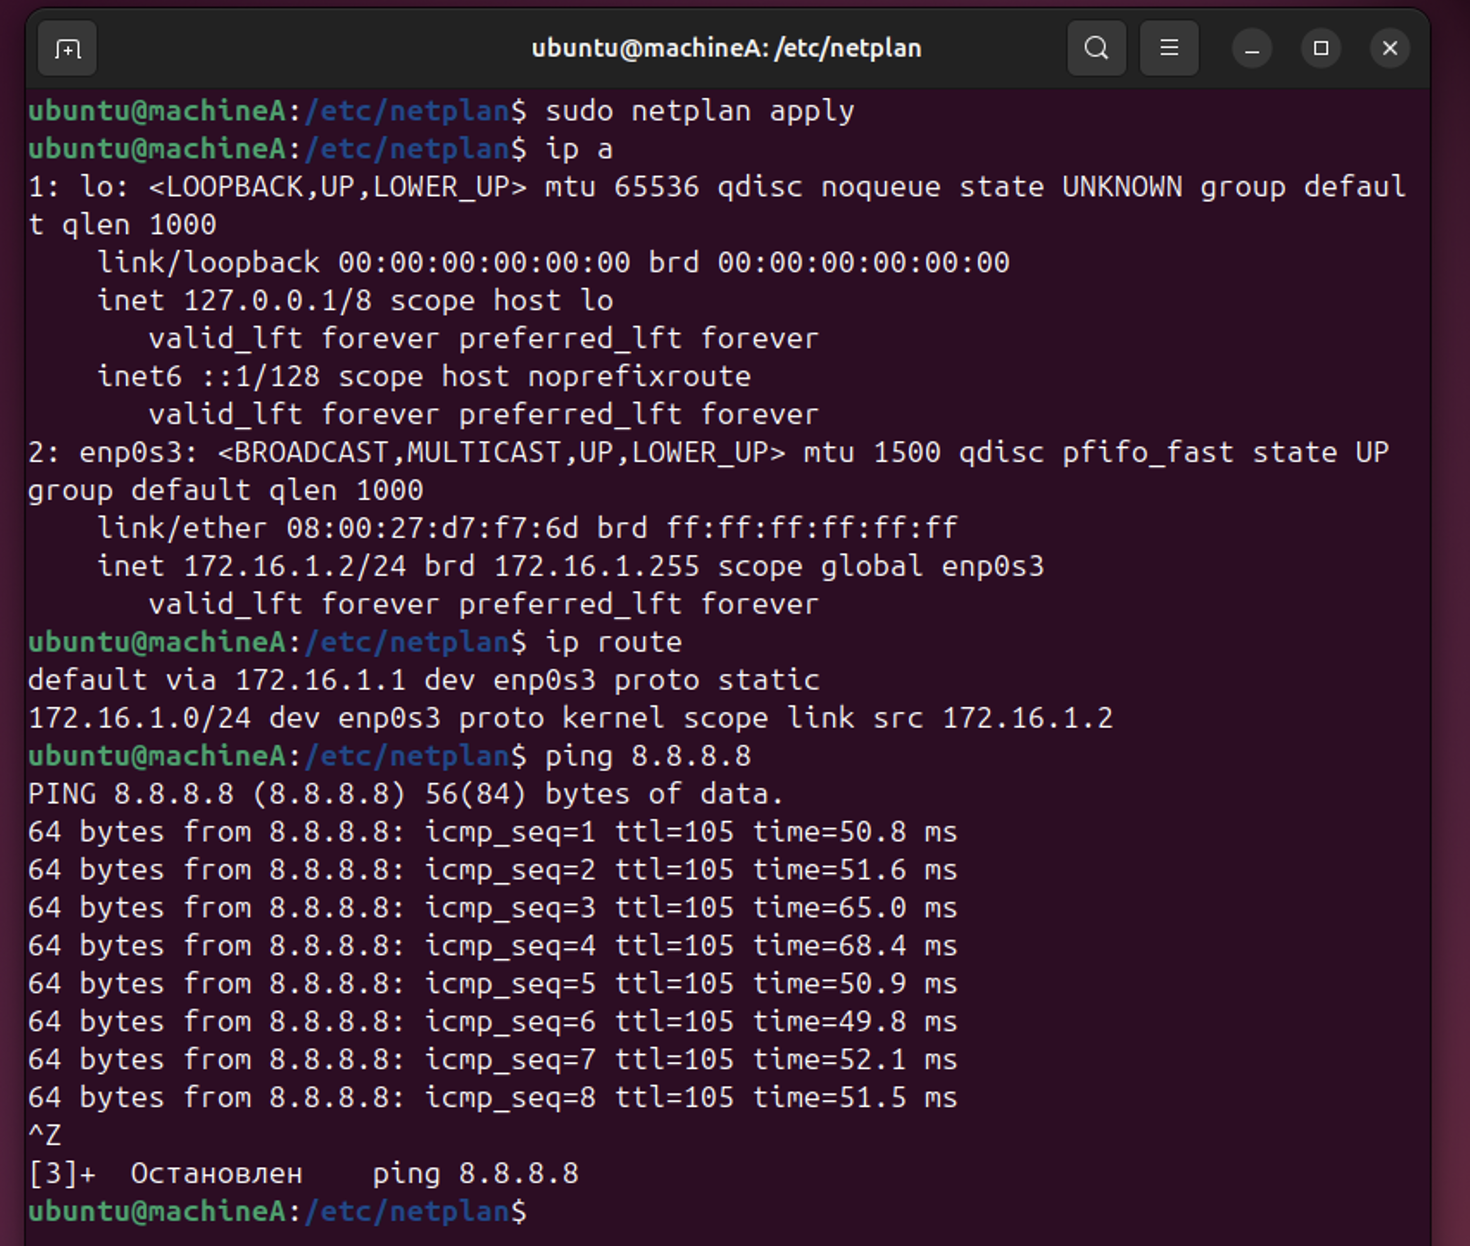 ubuntu@machineA: /etc/netplan
ubuntu@machineA:/etc/netplan$ sudo netplan apply
ubuntu@machineA:/etc/netplan$ ip a
1: lo: <LOOPBACK,UP,LOWER_UP> mtu 65536 qdisc noqueue state UNKNOWN group defaul
t qlen 1000
    link/loopback 00:00:00:00:00:00 brd 00:00:00:00:00:00
    inet 127.0.0.1/8 scope host lo
       valid_lft forever preferred_lft forever
    inet6 ::1/128 scope host noprefixroute
       valid_lft forever preferred_lft forever
2: enp0s3: <BROADCAST,MULTICAST,UP,LOWER_UP> mtu 1500 qdisc pfifo_fast state UP
group default qlen 1000
    link/ether 08:00:27:d7:f7:6d brd ff:ff:ff:ff:ff:ff
    inet 172.16.1.2/24 brd 172.16.1.255 scope global enp0s3
       valid_lft forever preferred_lft forever
ubuntu@machineA:/etc/netplan$ ip route
default via 172.16.1.1 dev enp0s3 proto static
172.16.1.0/24 dev enp0s3 proto kernel scope link src 172.16.1.2
ubuntu@machineA:/etc/netplan$ ping 8.8.8.8
PING 8.8.8.8 (8.8.8.8) 56(84) bytes of data.
64 bytes from 8.8.8.8: icmp_seq=1 ttl=105 time=50.8 ms
64 bytes from 8.8.8.8: icmp_seq=2 ttl=105 time=51.6 ms
64 bytes from 8.8.8.8: icmp_seq=3 ttl=105 time=65.0 ms
64 bytes from 8.8.8.8: icmp_seq=4 ttl=105 time=68.4 ms
64 bytes from 8.8.8.8: icmp_seq=5 ttl=105 time=50.9 ms
64 bytes from 8.8.8.8: icmp_seq=6 ttl=105 time=49.8 ms
64 bytes from 8.8.8.8: icmp_seq=7 ttl=105 time=52.1 ms
64 bytes from 8.8.8.8: icmp_seq=8 ttl=105 time=51.5 ms
^Z
[3]+  Остановлен    ping 8.8.8.8
ubuntu@machineA:/etc/netplan$